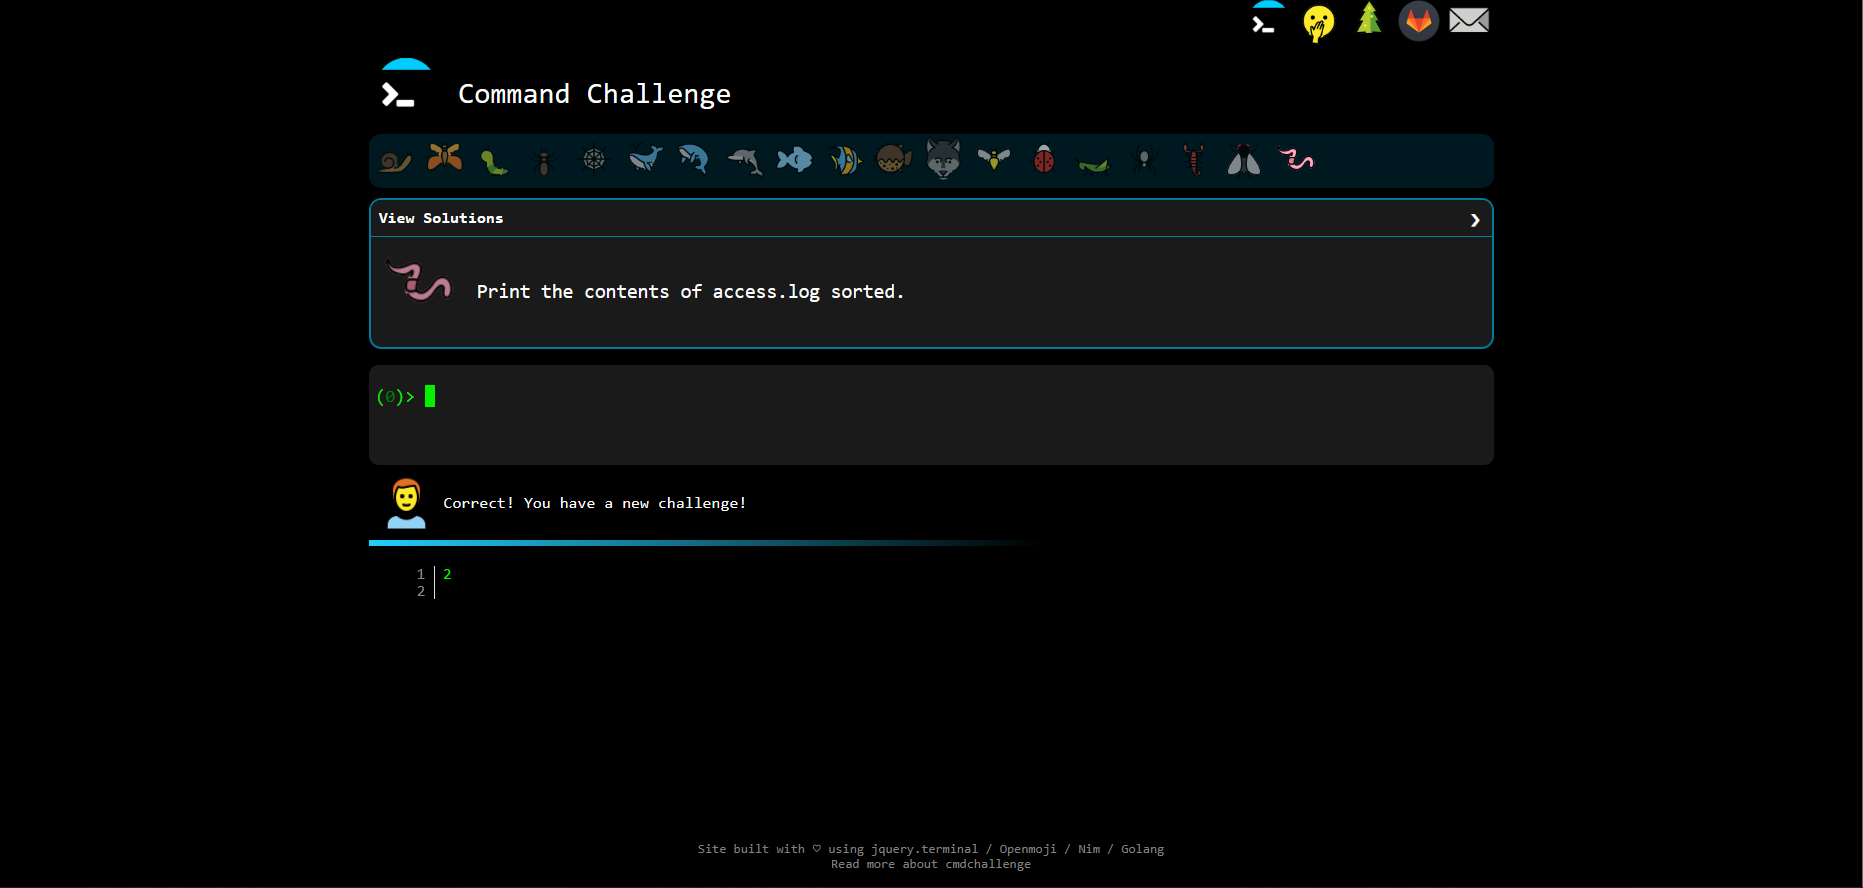 Command Challenge
View Solutions
Print the contents of access.log sorted.
(0)>
Correct! You have a new challenge!
1 2
2
Site built with ♡ using jquery.terminal / Openmoji / Nim / Golang
Read more about cmdchallenge